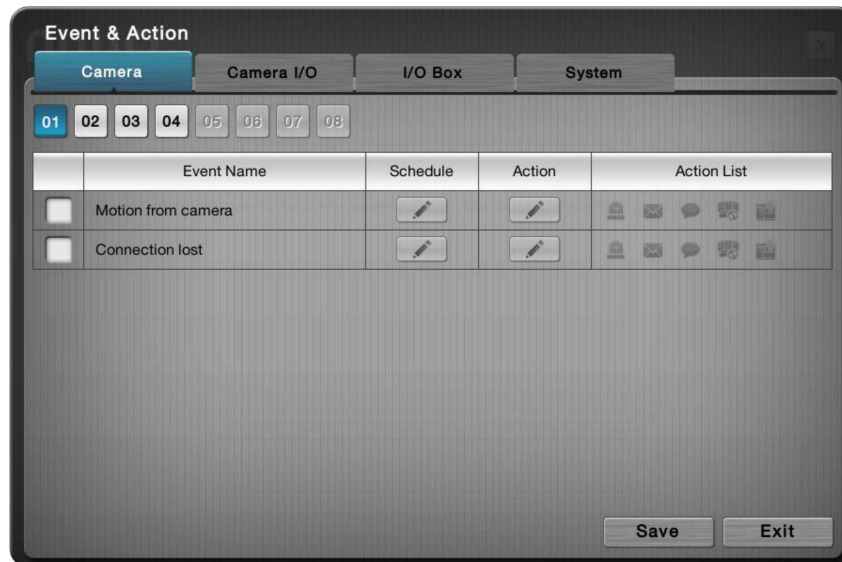 Event & Action
Camera Camera I/O I/O Box System
01 02 03 04 05 06 07 08
Event Name Schedule Action Action List
Motion from camera
Connection lost
Save Exit